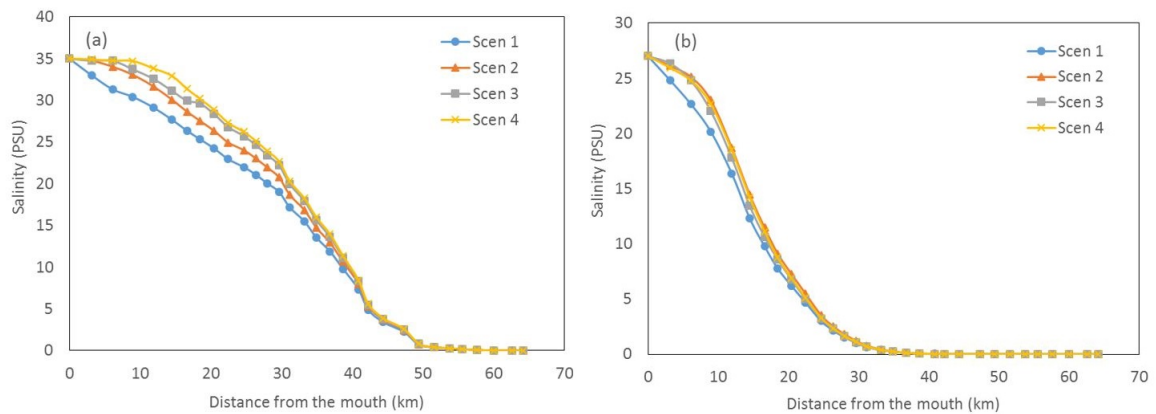 (a)
Salinity (PSU)
40
35
30
25
20
15
10
5
0
0 10 20 30 40 50 60 70
Distance from the mouth (km)
Scen 1
Scen 2
Scen 3
Scen 4
(b)
Salinity (PSU)
30
25
20
15
10
5
0
0 10 20 30 40 50 60 70
Distance from the mouth (km)
Scen 1
Scen 2
Scen 3
Scen 4